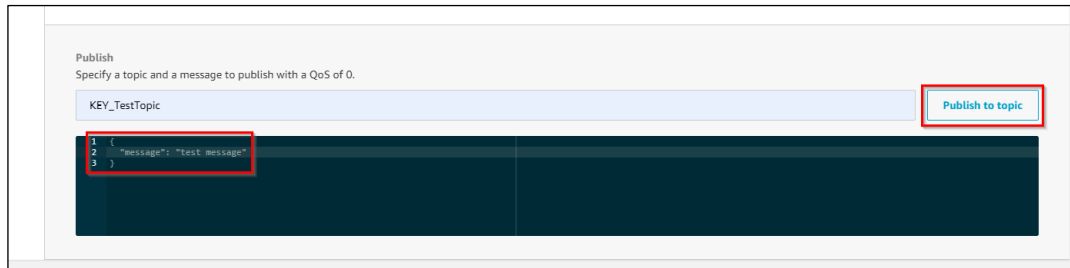 Publish
Specify a topic and a message to publish with a QoS of 0.
KEY_TestTopic
Publish to topic
1 {
2 "message": "test message"
3 }